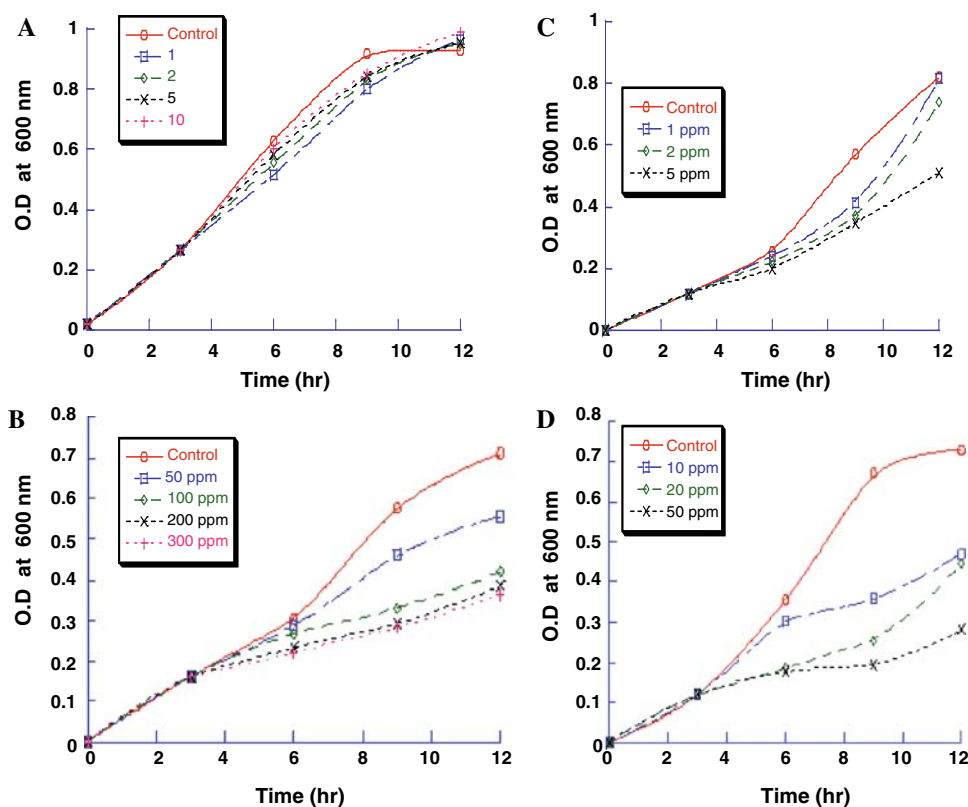 A
Control
1
2
5
10
1
0.8
0.6
0.4
0.2
0
O.D at 600 nm
0 2 4 6 8 10 12
Time (hr)
C
Control
1 ppm
2 ppm
5 ppm
1
0.8
0.6
0.4
0.2
0
O.D at 600 nm
0 2 4 6 8 10 12
Time (hr)
B
Control
50 ppm
100 ppm
200 ppm
300 ppm
0.8
0.7
0.6
0.5
0.4
0.3
0.2
0.1
0
O.D at 600 nm
0 2 4 6 8 10 12
Time (hr)
D
Control
10 ppm
20 ppm
50 ppm
0.8
0.7
0.6
0.5
0.4
0.3
0.2
0.1
0
O.D at 600 nm
0 2 4 6 8 10 12
Time (hr)